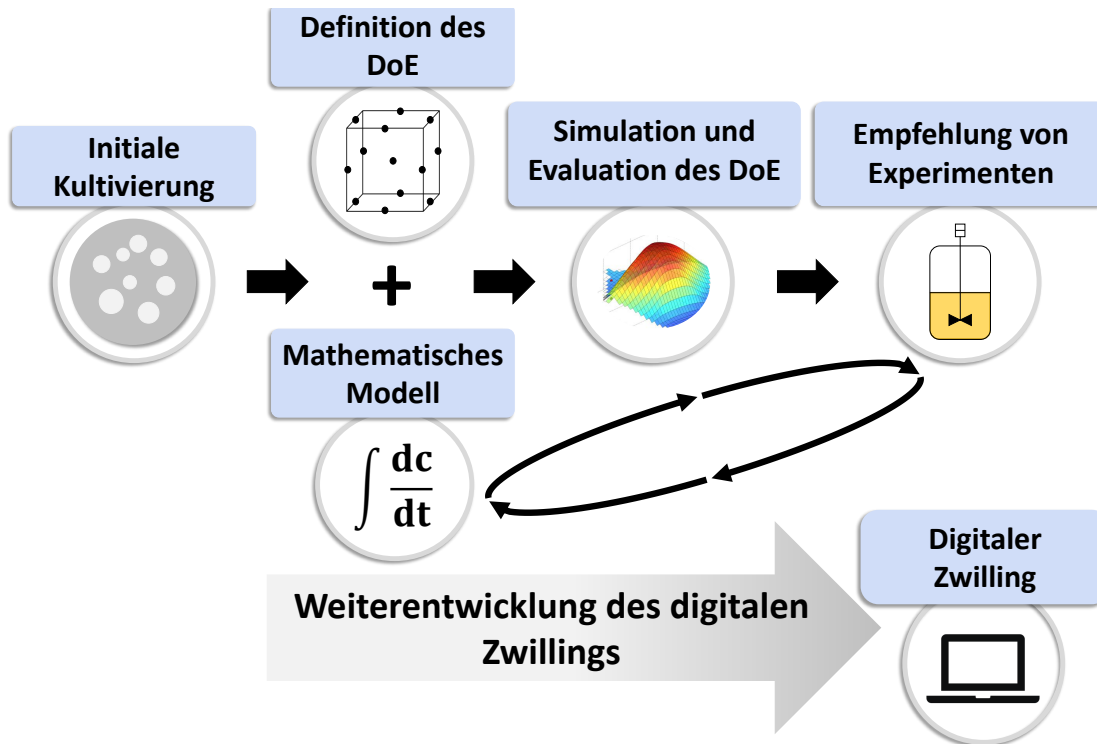 Definition des
DoE
Initiale
Kultivierung
Simulation und
Evaluation des DoE
Empfehlung von
Experimenten
+
Mathematisches
Modell
∫ dc/dt
Digitaler
Zwilling
Weiterentwicklung des digitalen
Zwillings